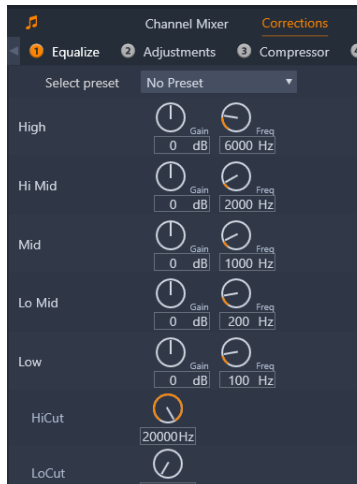 Channel Mixer Corrections
1 Equalize 2 Adjustments 3 Compressor
Select preset No Preset
High Gain Freq
0 dB 6000 Hz
Hi Mid Gain Freq
0 dB 2000 Hz
Mid Gain Freq
0 dB 1000 Hz
Lo Mid Gain Freq
0 dB 200 Hz
Low Gain Freq
0 dB 100 Hz
HiCut
20000Hz
LoCut